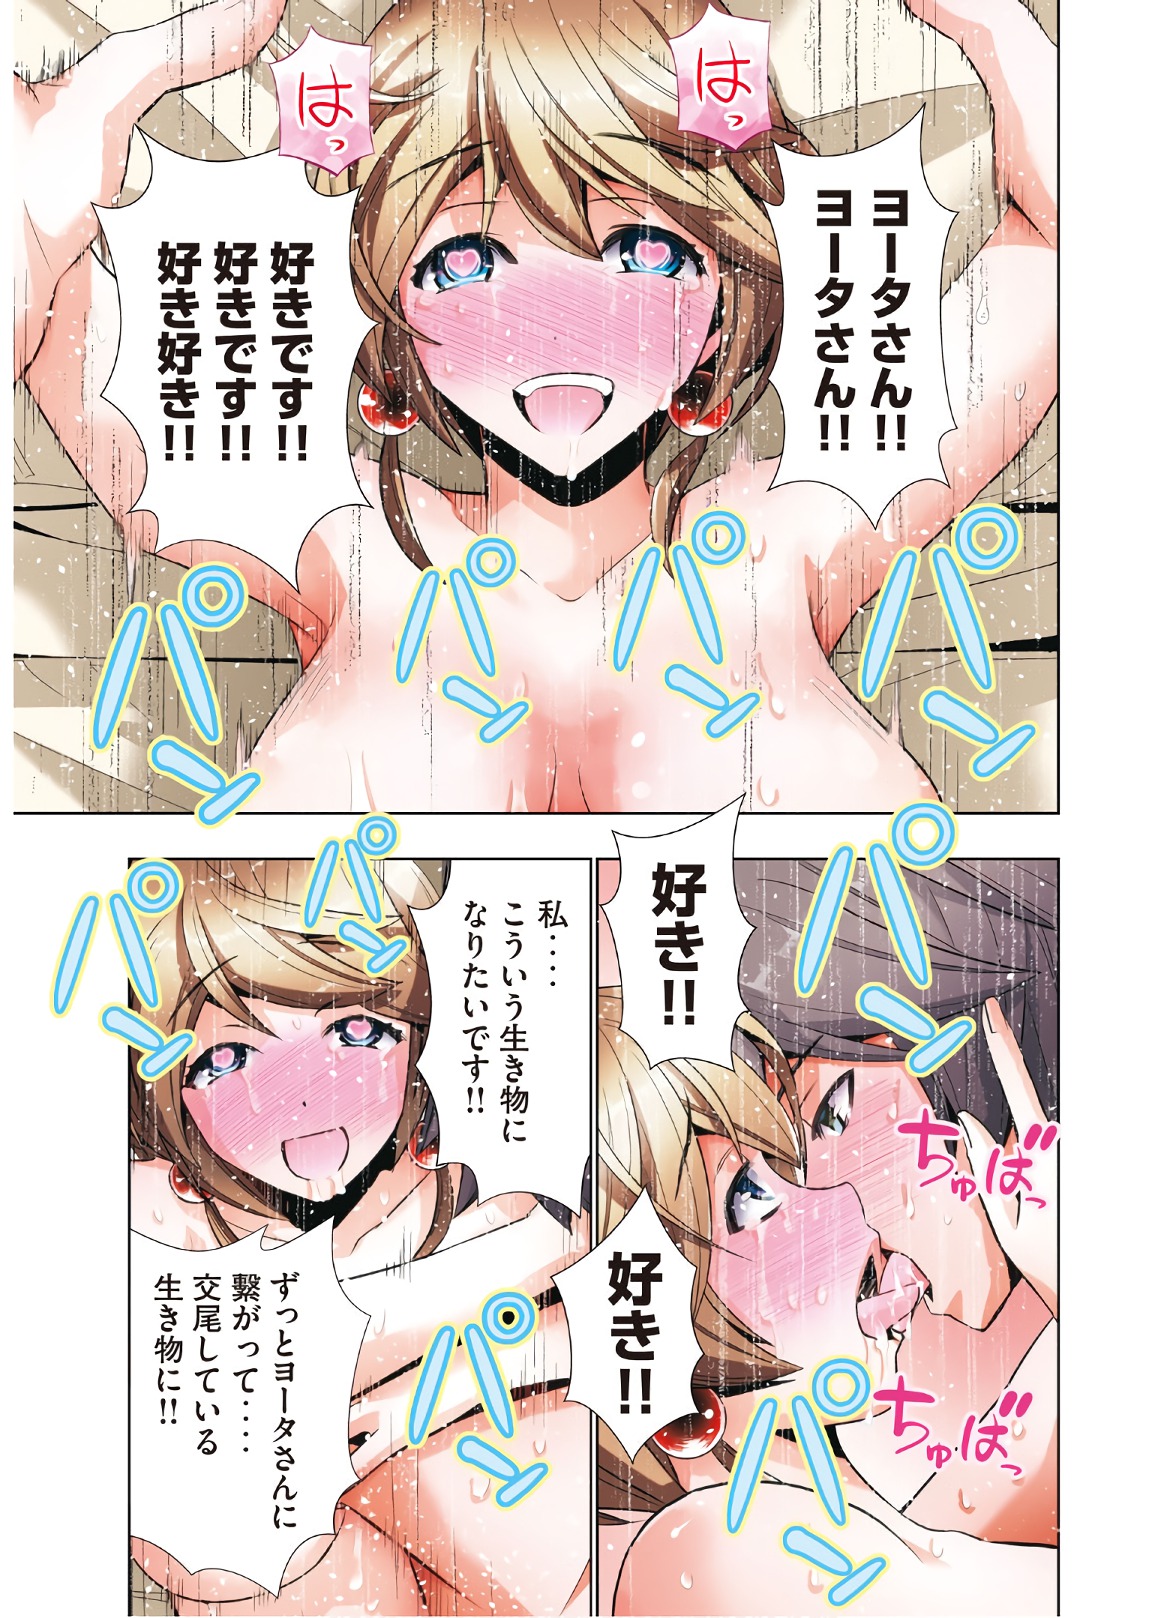 はっ
ヨータさん!!
ヨータさん!!
はっ
好きです!!
好きです!!
好き好き!!
パン
パン
パン
パン
好き!!
パン
ちゅばっ
好き!!
ちゅばっ
パン
私‥‥
こういう生き物に
なりたいです!!
パン
パン
ずっとヨータさんに
繋がって‥‥
交尾している
生き物に!!
パン